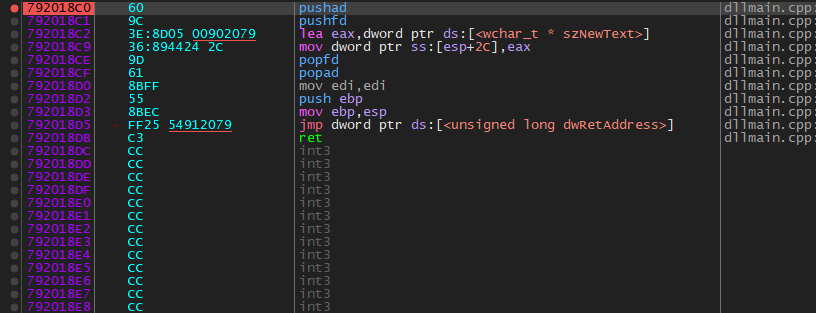 792018C0 60 pushad dllmain.cpp:
792018C1 9C pushfd dllmain.cpp:
792018C2 3E:8D05 00902079 lea eax,dword ptr ds:[<wchar_t * szNewText>] dllmain.cpp:
792018C9 36:894424 2C mov dword ptr ss:[esp+2C],eax dllmain.cpp:
792018CE 9D popfd dllmain.cpp:
792018CF 61 popad dllmain.cpp:
792018D0 8BFF mov edi,edi dllmain.cpp:
792018D2 55 push ebp dllmain.cpp:
792018D3 8BEC mov ebp,esp dllmain.cpp:
792018D5 FF25 54912079 jmp dword ptr ds:[<unsigned long dwRetAddress>] dllmain.cpp:
792018DB C3 ret dllmain.cpp:
792018DC CC int3
792018DD CC int3
792018DE CC int3
792018DF CC int3
792018E0 CC int3
792018E1 CC int3
792018E2 CC int3
792018E3 CC int3
792018E4 CC int3
792018E5 CC int3
792018E6 CC int3
792018E7 CC int3
792018E8 CC int3